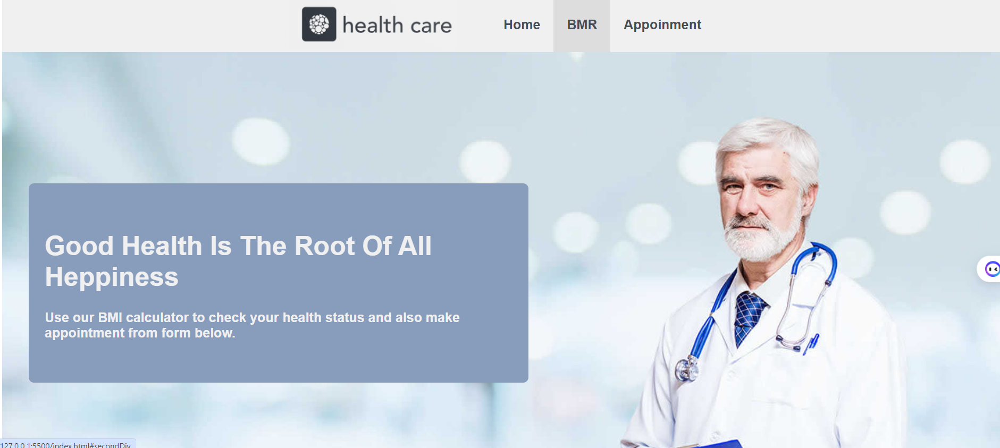 health care
Home
BMR
Appoinment
Good Health Is The Root Of All
Heppiness
Use our BMI calculator to check your health status and also make
appointment from form below.
127.0.0.1:5500/index.html#secondDiv